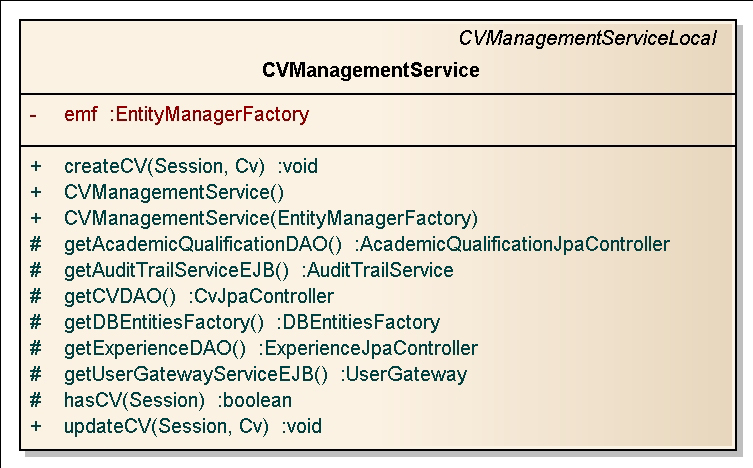 CVManagementServiceLocal
CVManagementService
- emf :EntityManagerFactory
+ createCV(Session, Cv) :void
+ CVManagementService()
+ CVManagementService(EntityManagerFactory)
# getAcademicQualificationDAO() :AcademicQualificationJpaController
# getAuditTrailServiceEJB() :AuditTrailService
# getCVDAO() :CvJpaController
# getDBEntitiesFactory() :DBEntitiesFactory
# getExperienceDAO() :ExperienceJpaController
# getUserGatewayServiceEJB() :UserGateway
# hasCV(Session) :boolean
+ updateCV(Session, Cv) :void